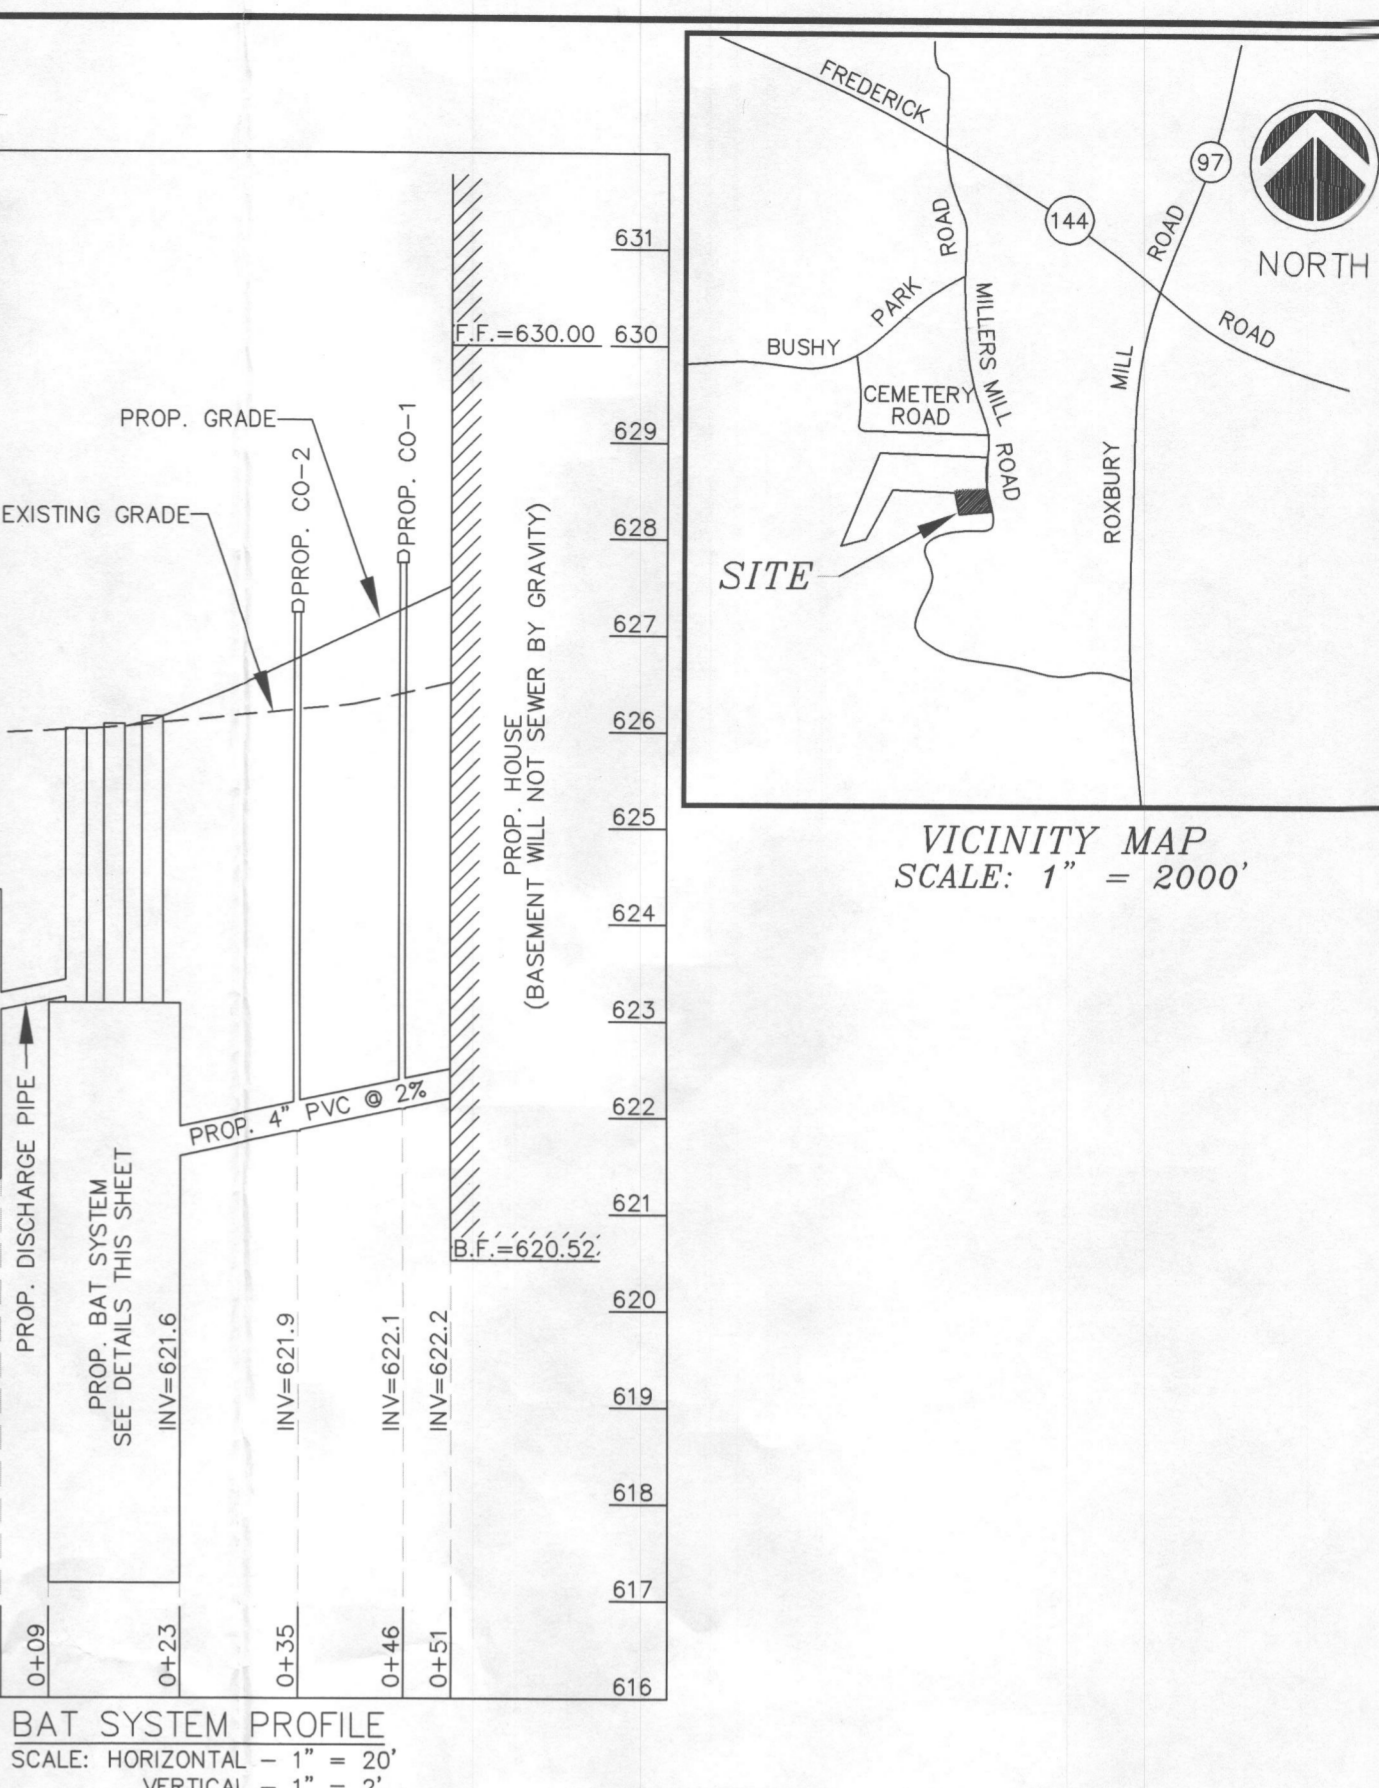 631
F.F.=630.00 630
PROP. GRADE
629
PROP. CO-2
PROP. CO-1
EXISTING GRADE
628
627
626
PROP. HOUSE
(BASEMENT WILL NOT SEWER BY GRAVITY)
625
624
623
PROP. DISCHARGE PIPE
PROP. 4" PVC @ 2%
622
PROP. BAT SYSTEM
SEE DETAILS THIS SHEET
621
B.F.=620.52
620
INV=621.6
INV=621.9
INV=622.1
INV=622.2
619
618
617
0+09
0+23
0+35
0+46
0+51
616
BAT SYSTEM PROFILE
SCALE: HORIZONTAL - 1" = 20'
VERTICAL - 1" = 2'
FREDERICK
97
144
ROAD
ROAD
NORTH
PARK
MILLERS MILL ROAD
ROAD
BUSHY
MILL
CEMETERY
ROAD
ROXBURY
SITE
VICINITY MAP
SCALE: 1" = 2000'